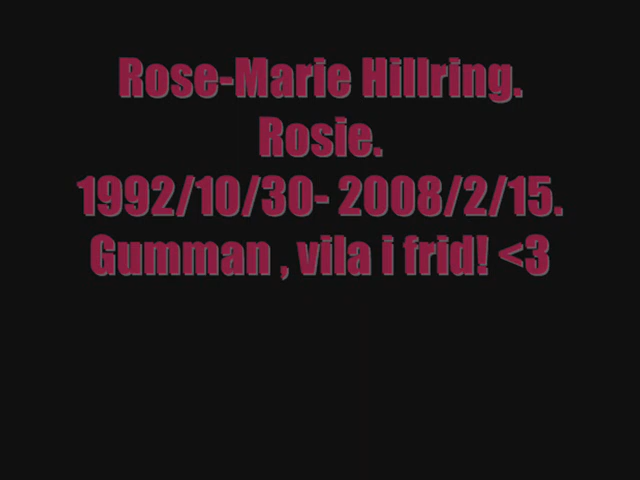 Rose-Marie Hillring.
Rosie.
1992/10/30- 2008/2/15.
Gumman , vila i frid! <3